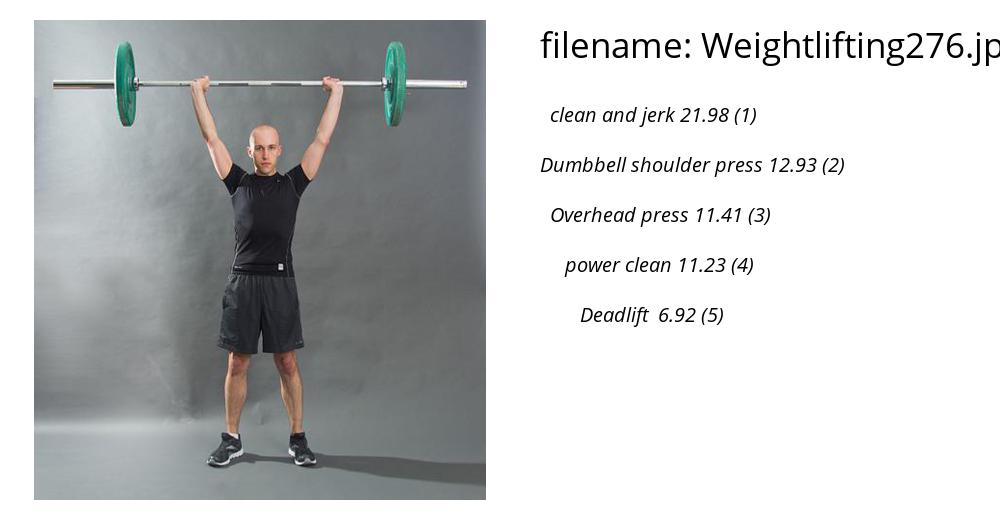 filename: Weightlifting276.jp
clean and jerk 21.98 (1)
Dumbbell shoulder press 12.93 (2)
Overhead press 11.41 (3)
power clean 11.23 (4)
Deadlift 6.92 (5)